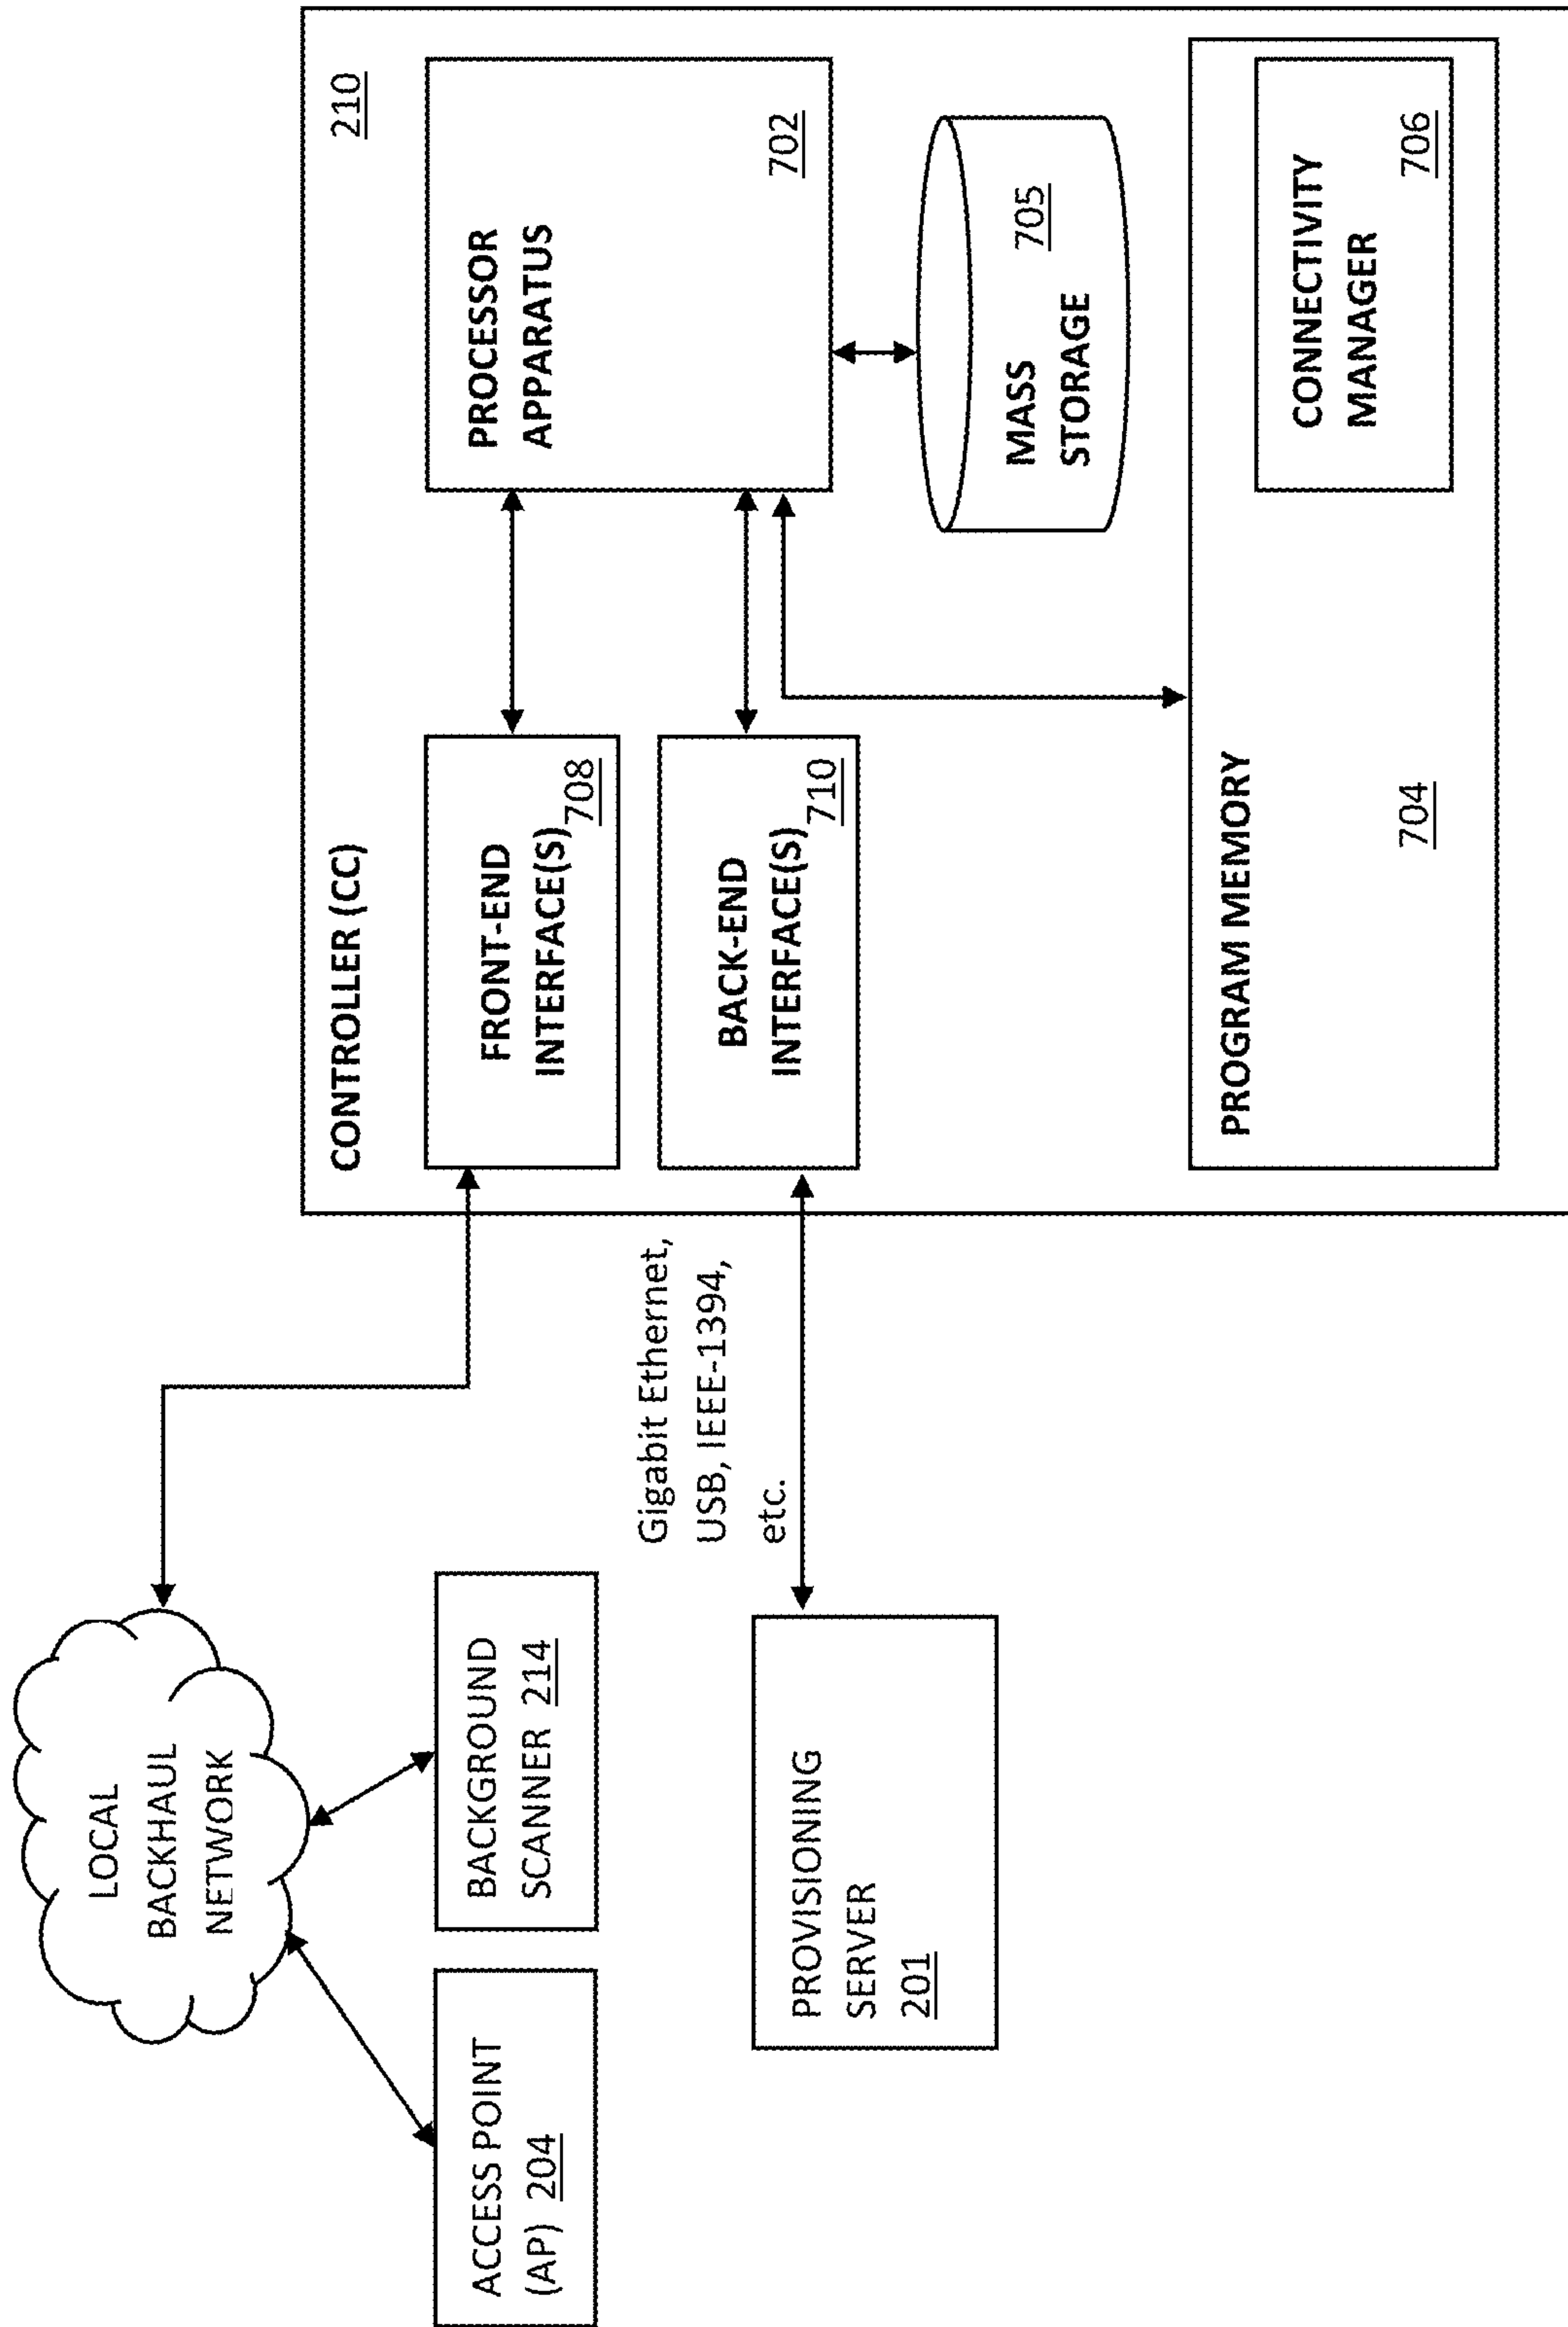 LOCAL
BACKHAUL
NETWORK
ACCESS POINT
(AP) 204
BACKGROUND
SCANNER 214
PROVISIONING
SERVER
201
Gigabit Ethernet,
USB, IEEE-1394,
etc.
CONTROLLER (CC)
210
FRONT-END
INTERFACE(S)
708
BACK-END
INTERFACE(S)
710
PROCESSOR
APPARATUS
702
MASS
STORAGE
705
PROGRAM MEMORY
704
CONNECTIVITY
MANAGER
706